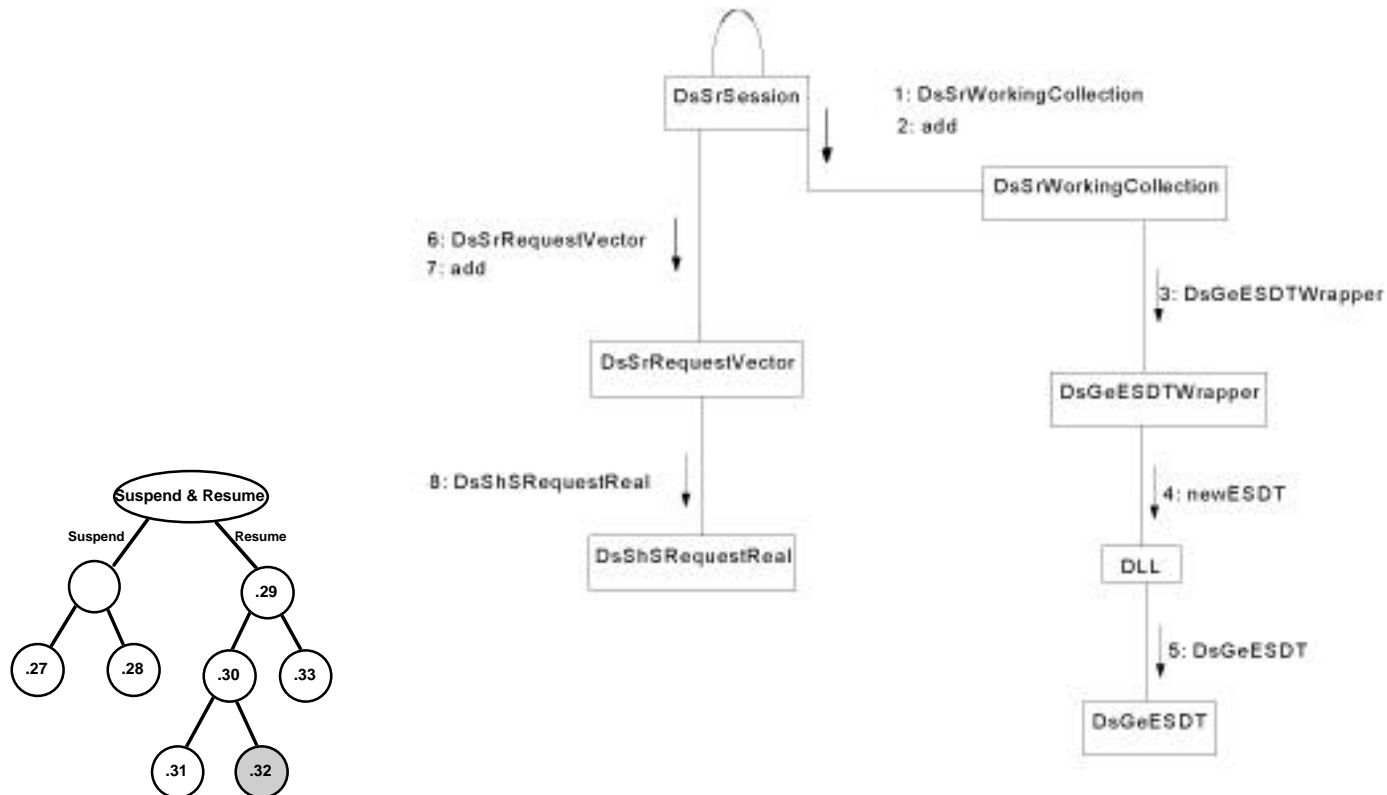 DsSrSession
1: DsSrWorkingCollection
2: add
DsSrWorkingCollection
6: DsSrRequestVector
7: add
3: DsGeESDTWrapper
DsSrRequestVector
DsGeESDTWrapper
8: DsShSRequestReal
4: newESDT
DsShSRequestReal
DLL
5: DsGeESDT
DsGeESDT
Suspend & Resume
Suspend
Resume
.29
.27
.28
.30
.33
.31
.32